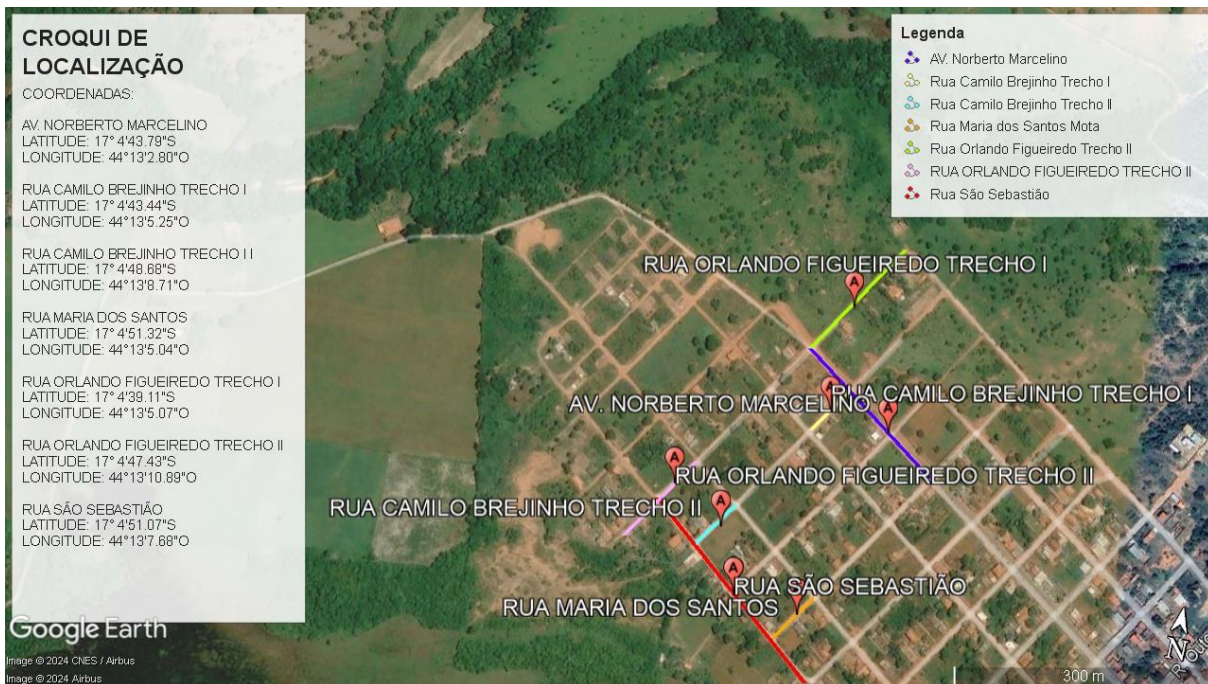 CROQUI DE
LOCALIZAÇÃO
COORDENADAS:
AV. NORBERTO MARCELINO
LATITUDE: 17° 4'43.79"S
LONGITUDE: 44°13'2.80"O
RUA CAMILO BREJINHO TRECHO I
LATITUDE: 17° 4'43.44"S
LONGITUDE: 44°13'5.25"O
RUA CAMILO BREJINHO TRECHO I I
LATITUDE: 17° 4'48.68"S
LONGITUDE: 44°13'8.71"O
RUA MARIA DOS SANTOS
LATITUDE: 17° 4'51.32"S
LONGITUDE: 44°13'5.04"O
RUA ORLANDO FIGUEIREDO TRECHO I
LATITUDE: 17° 4'39.11"S
LONGITUDE: 44°13'5.07"O
RUA ORLANDO FIGUEIREDO TRECHO II
LATITUDE: 17° 4'47.43"S
LONGITUDE: 44°13'10.89"O
RUA SÃO SEBASTIÃO
LATITUDE: 17° 4'51.07"S
LONGITUDE: 44°13'7.68"O
Google Earth
Image © 2024 CNES / Airbus
Image © 2024 Airbus
Legenda
AV. Norberto Marcelino
Rua Camilo Brejinho Trecho I
Rua Camilo Brejinho Trecho II
Rua Maria dos Santos Mota
Rua Orlando Figueiredo Trecho II
RUA ORLANDO FIGUEIREDO TRECHO II
Rua São Sebastião
RUA ORLANDO FIGUEIREDO TRECHO I
A
A
RUA CAMILO BREJINHO TRECHO I
AV. NORBERTO MARCELINO
A
A
RUA ORLANDO FIGUEIREDO TRECHO II
RUA CAMILO BREJINHO TRECHO II
A
A
RUA SÃO SEBASTIÃO
RUA MARIA DOS SANTOS
N
300 m